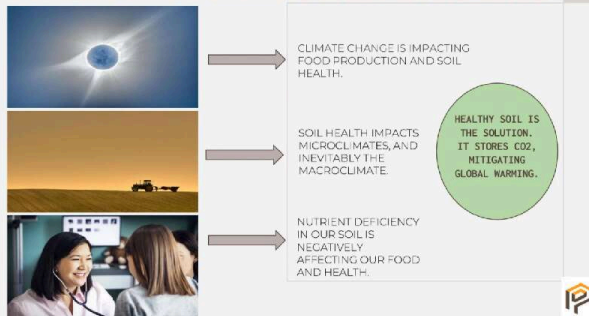 CLIMATE CHANGE IS IMPACTING
FOOD PRODUCTION AND SOIL
HEALTH.
SOIL HEALTH IMPACTS
MICROCLIMATES, AND
INEVITABLY THE
MACROCLIMATE.
NUTRIENT DEFICIENCY
IN OUR SOIL IS
NEGATIVELY
AFFECTING OUR FOOD
AND HEALTH.
HEALTHY SOIL IS
THE SOLUTION.
IT STORES CO2,
MITIGATING
GLOBAL WARMING.